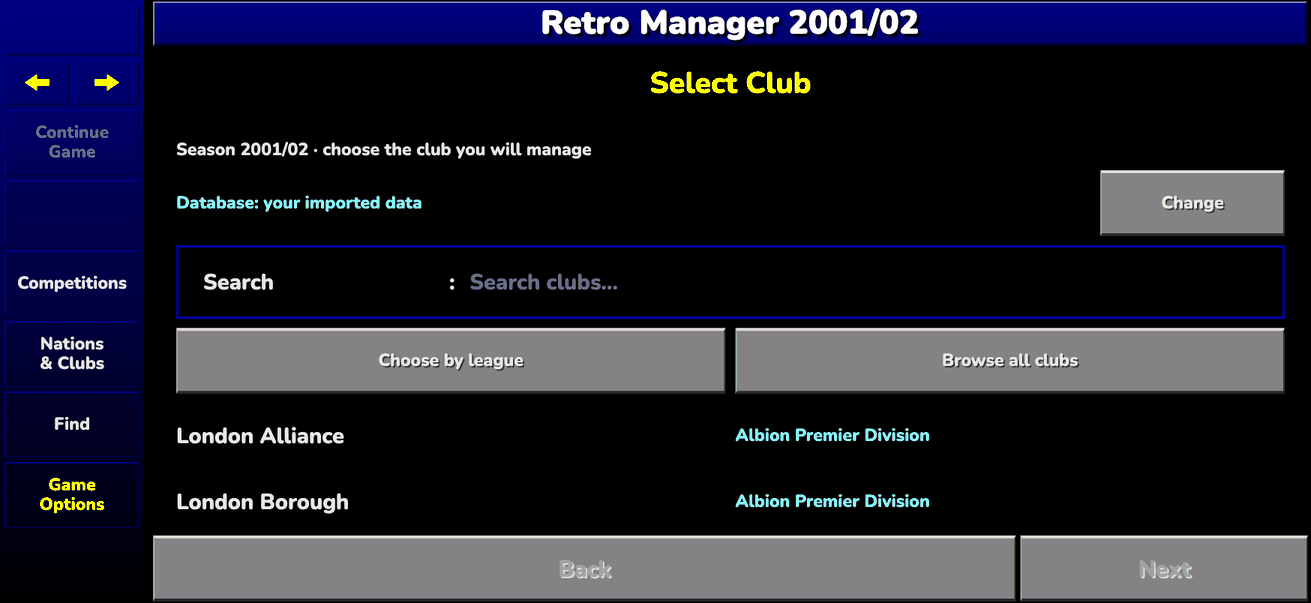 Retro Manager 2001/02
Select Club
Continue
Game
Season 2001/02 · choose the club you will manage
Database: your imported data
Change
Competitions
Search : Search clubs...
Nations
& Clubs
Choose by league
Browse all clubs
Find
London Alliance
Albion Premier Division
Game
Options
London Borough
Albion Premier Division
Back
Next